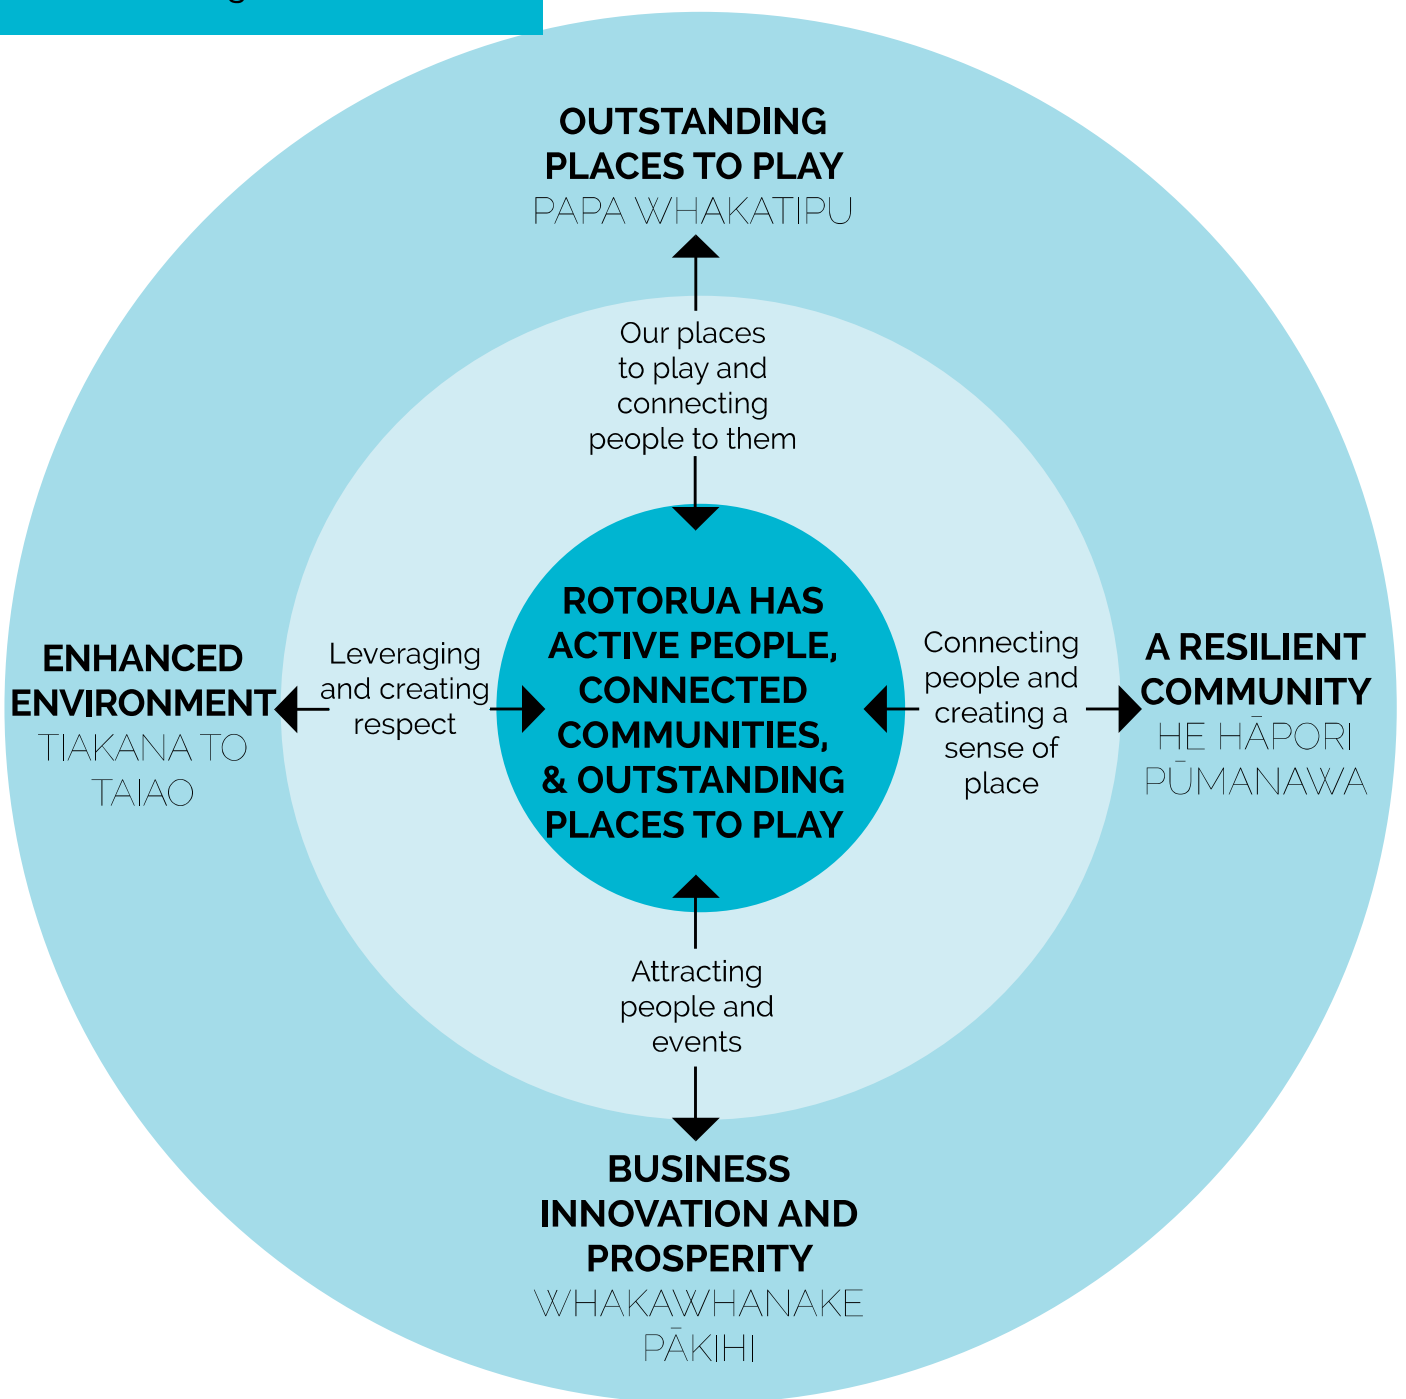 OUTSTANDING
PLACES TO PLAY
PAPA WHAKATIPU
Our places
to play and
connecting
people to them
ENHANCED
ENVIRONMENT
TIAKANA TO
TAIAO
Leveraging
and creating
respect
ROTORUA HAS
ACTIVE PEOPLE,
CONNECTED
COMMUNITIES,
& OUTSTANDING
PLACES TO PLAY
Connecting
people and
creating a
sense of
place
A RESILIENT
COMMUNITY
HE HĀPORI
PŪMANAWA
Attracting
people and
events
BUSINESS
INNOVATION AND
PROSPERITY
WHAKAWHANAKE
PĀKIHI